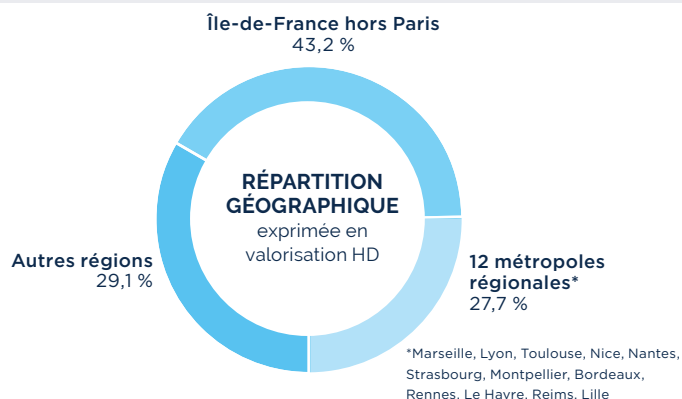 Île-de-France hors Paris
43,2 %
RÉPARTITION
GÉOGRAPHIQUE
exprimée en
valorisation HD
Autres régions
29,1 %
12 métropoles
régionales*
27,7 %
*Marseille, Lyon, Toulouse, Nice, Nantes,
Strasbourg, Montpellier, Bordeaux,
Rennes, Le Havre, Reims, Lille